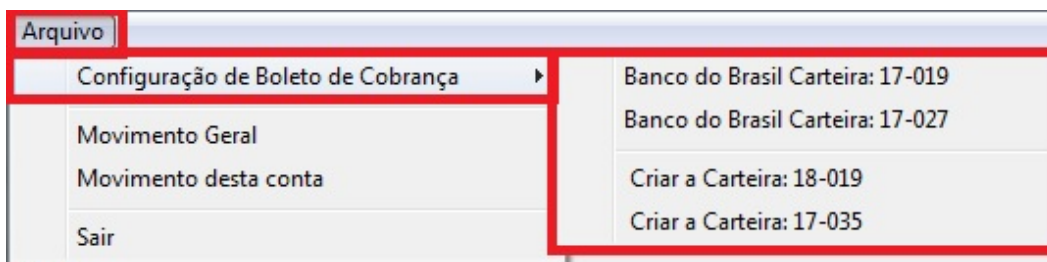 Arquivo
Configuração de Boleto de Cobrança
Movimento Geral
Movimento desta conta
Sair
Banco do Brasil Carteira: 17-019
Banco do Brasil Carteira: 17-027
Criar a Carteira: 18-019
Criar a Carteira: 17-035